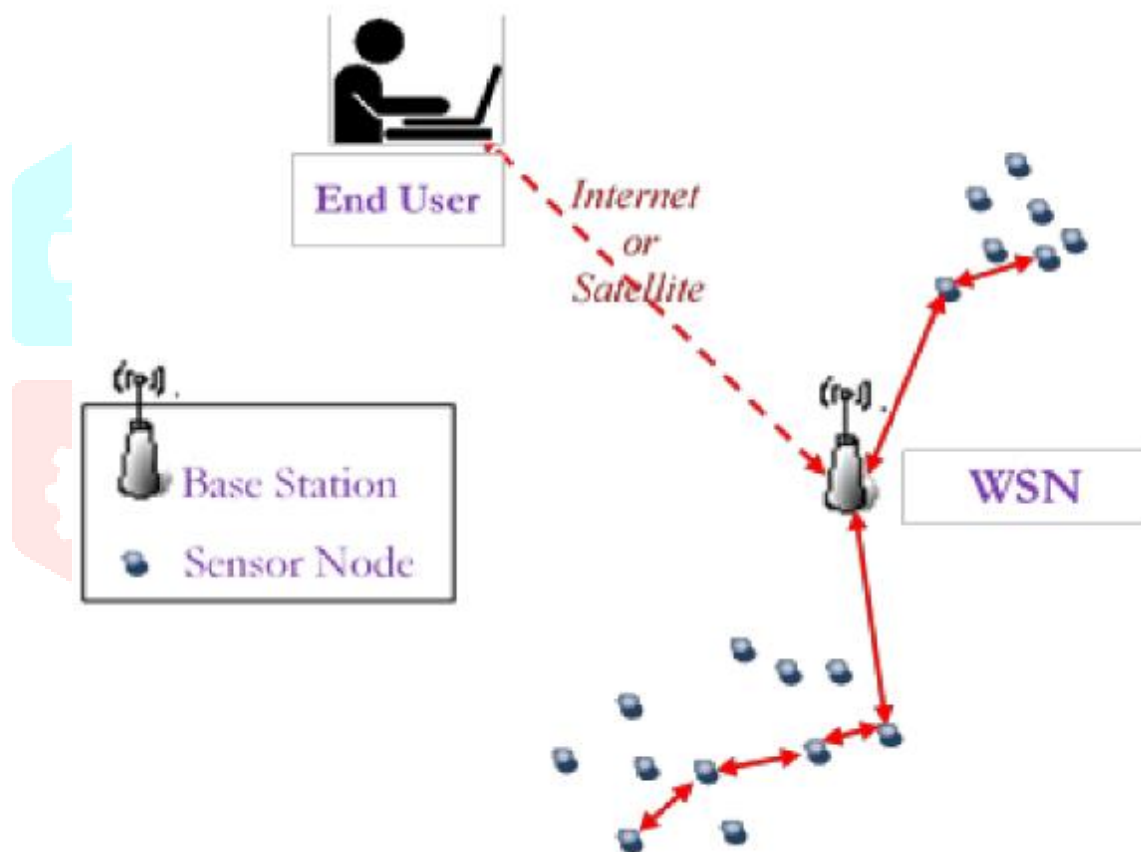 End User
Internet
or
Satellite
Base Station
Sensor Node
WSN